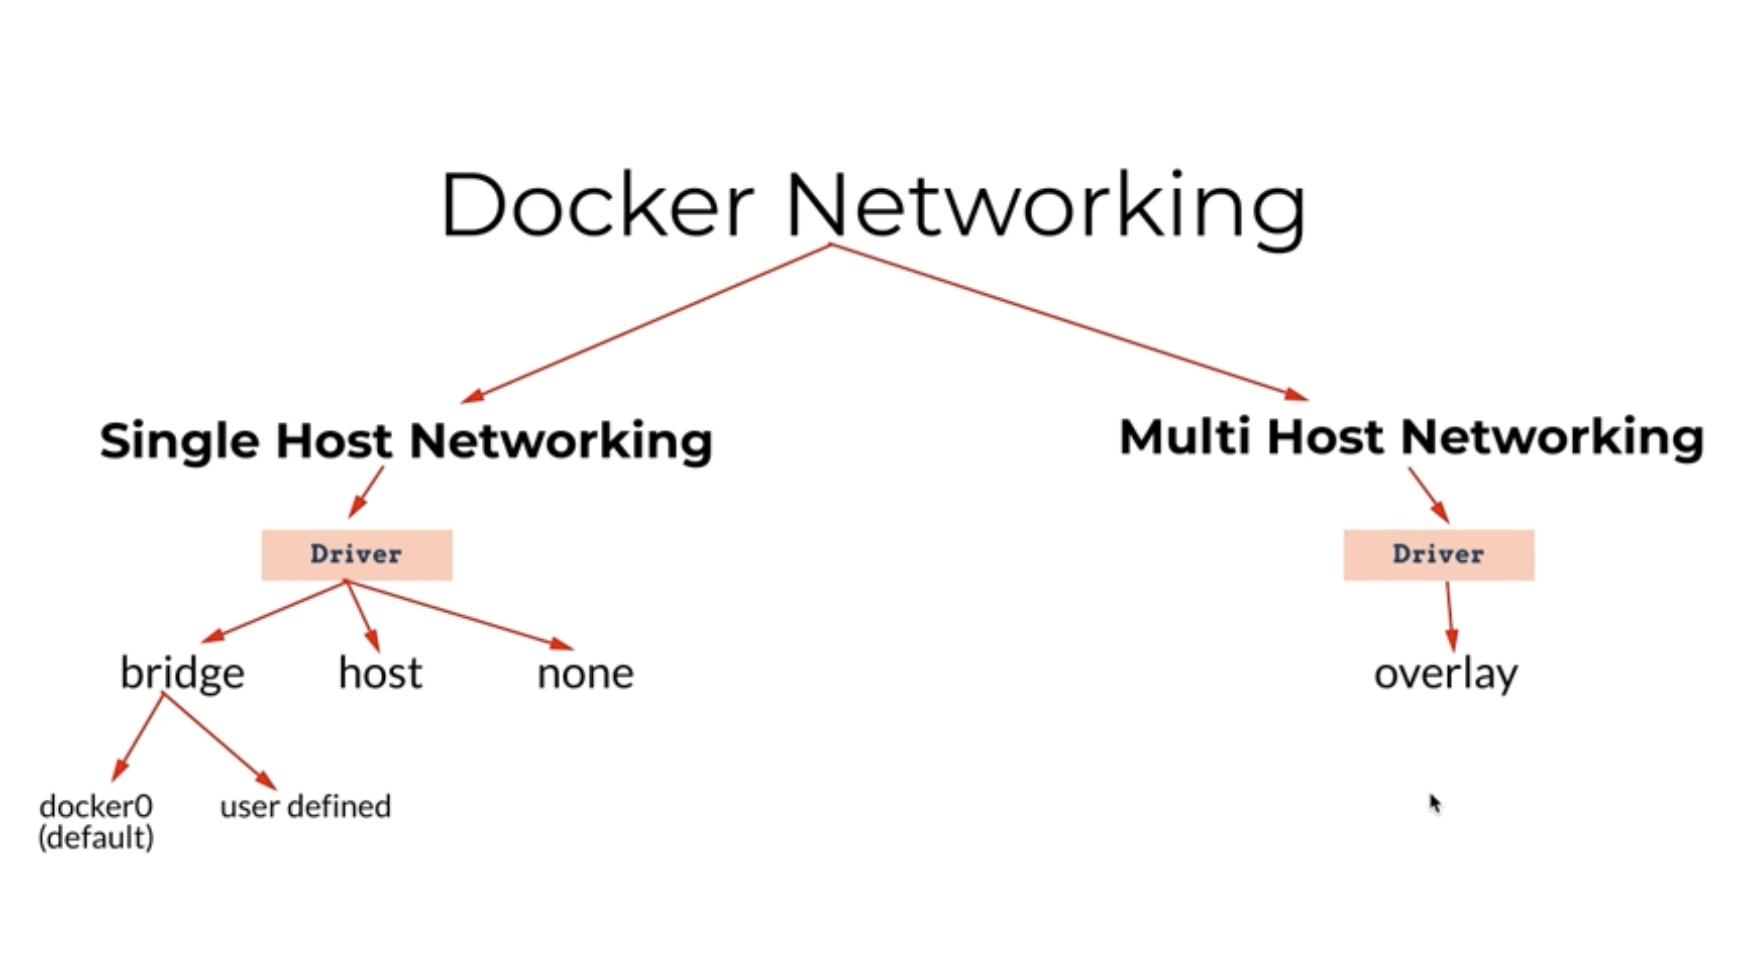 Docker Networking
Single Host Networking
Multi Host Networking
Driver
Driver
bridge
host
none
overlay
docker0
(default)
user defined